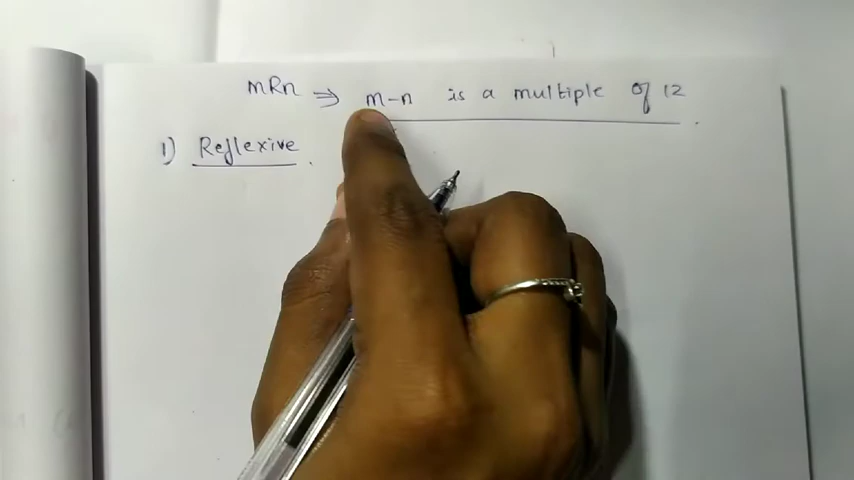 mRn ⇒ m-n is a multiple of 12.
1) Reflexive.